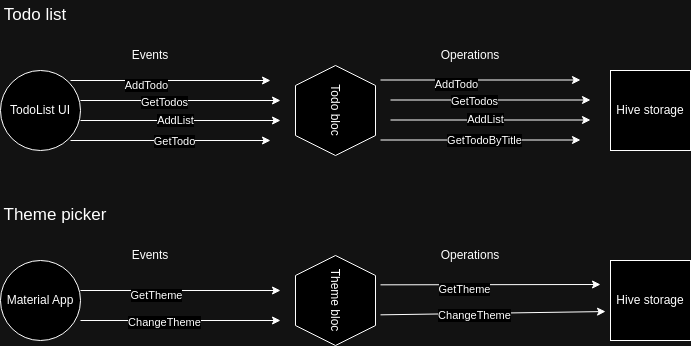 Todo list
Events
Operations
AddTodo
GetTodos
AddList
GetTodo
TodoList UI
Todo bloc
AddTodo
GetTodos
AddList
GetTodoByTitle
Hive storage
Theme picker
Events
Operations
Material App
GetTheme
ChangeTheme
Theme bloc
GetTheme
ChangeTheme
Hive storage